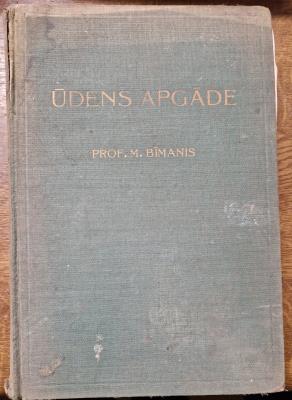 ŪDENS APGĀDE
PROF. M. BĪMANIS